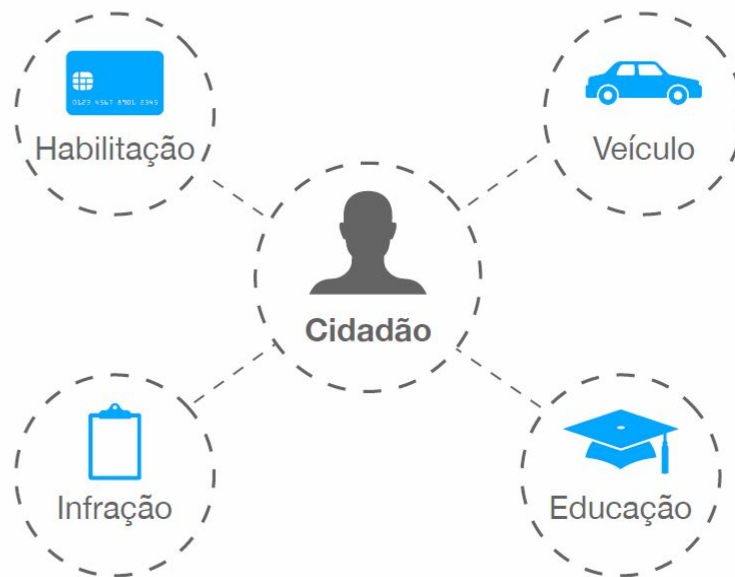 0123 4567 8901 2345
Habilitação
Veículo
Cidadão
Infração
Educação